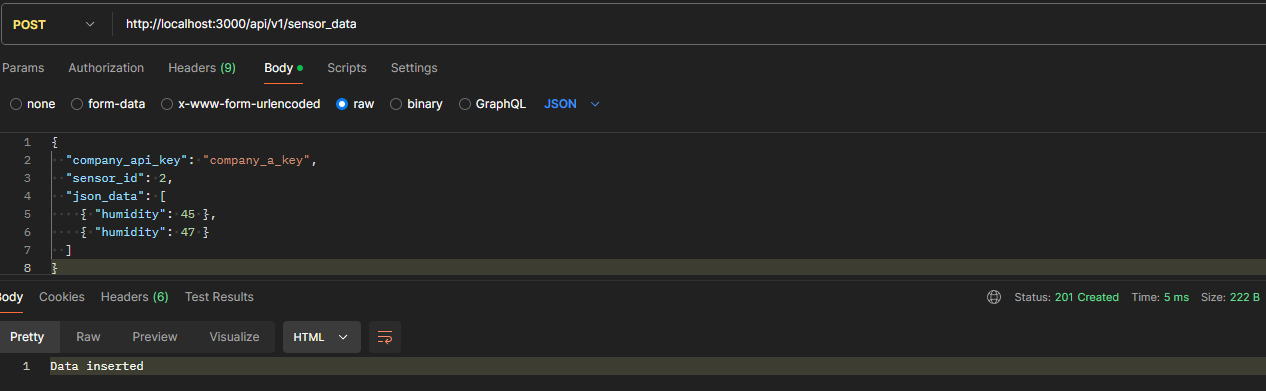 POST http://localhost:3000/api/v1/sensor_data
Params Authorization Headers (9) Body Scripts Settings
none form-data x-www-form-urlencoded raw binary GraphQL JSON
1 {
2 "company_api_key": "company_a_key",
3 "sensor_id": 2,
4 "json_data": [
5 { "humidity": 45 },
6 { "humidity": 47 }
7 ]
8 }
Body Cookies Headers (6) Test Results Status: 201 Created Time: 5 ms Size: 222 B
Pretty Raw Preview Visualize HTML
1 Data inserted